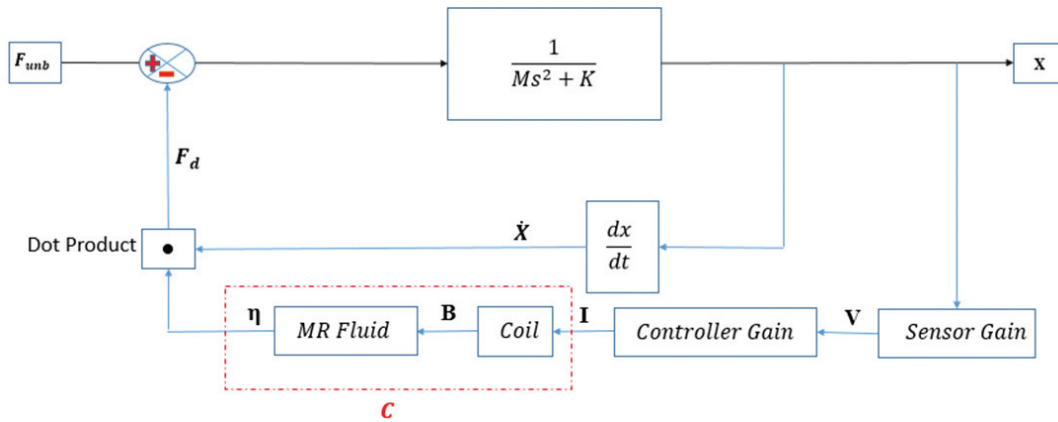 F_unb
+
−
1
Ms² + K
x
F_d
Dot Product
•
Ẋ
dx
dt
η
MR Fluid
B
Coil
I
Controller Gain
V
Sensor Gain
C